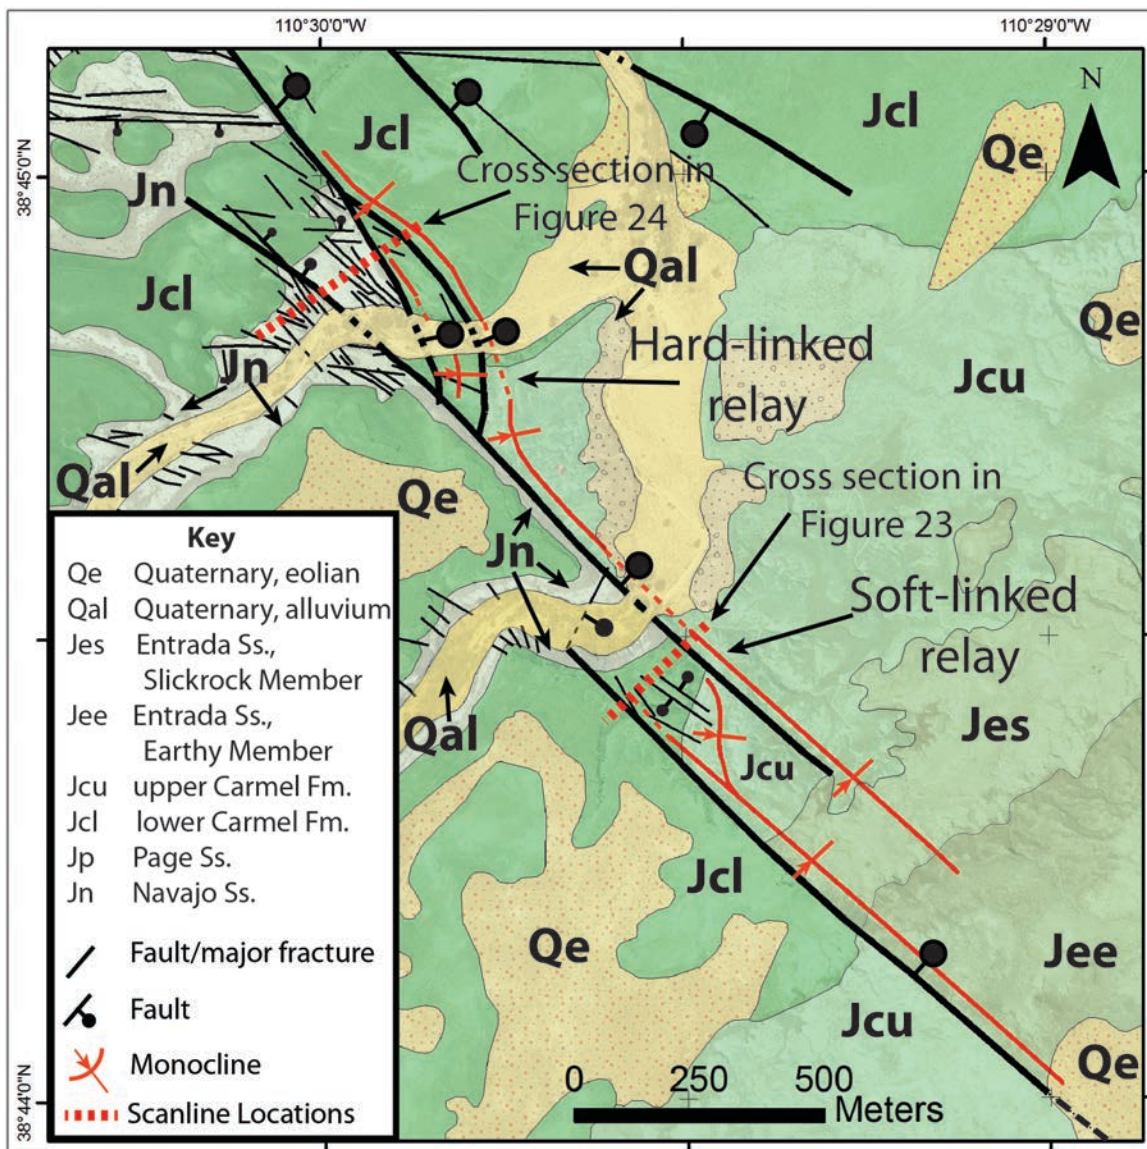 110°30'0"W
110°29'0"W
38°45'0"N
38°44'0"N
N
Jcl
Jcl
Qe
Jn
Cross section in
Figure 24
Jcl
Qal
Qe
Hard-linked
relay
Jcu
Jn
Qal
Qe
Cross section in
Figure 23
Jn
Soft-linked
relay
Qal
Jes
Jcu
Jcl
Qe
Jee
Jcu
Qe
Key
Qe Quaternary, eolian
Qal Quaternary, alluvium
Jes Entrada Ss.,
Slickrock Member
Jee Entrada Ss.,
Earthy Member
Jcu upper Carmel Fm.
Jcl lower Carmel Fm.
Jp Page Ss.
Jn Navajo Ss.
Fault/major fracture
Fault
Monocline
Scanline Locations
0 250 500
Meters